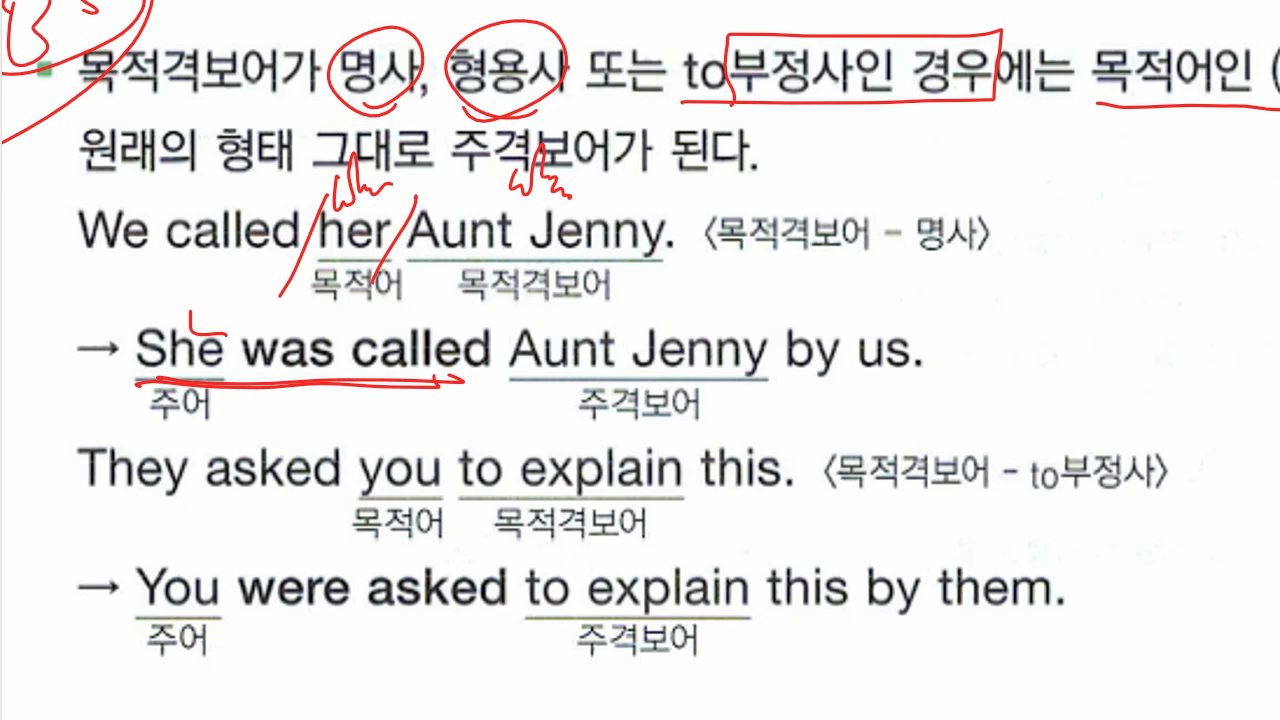 목적격보어가 명사, 형용사 또는 to부정사인 경우에는 목적어인 (
원래의 형태 그대로 주격보어가 된다.
We called her Aunt Jenny. 〈목적격보어 - 명사〉
목적어 목적격보어
→ She was called Aunt Jenny by us.
주어 주격보어
They asked you to explain this. 〈목적격보어 - to부정사〉
목적어 목적격보어
→ You were asked to explain this by them.
주어 주격보어